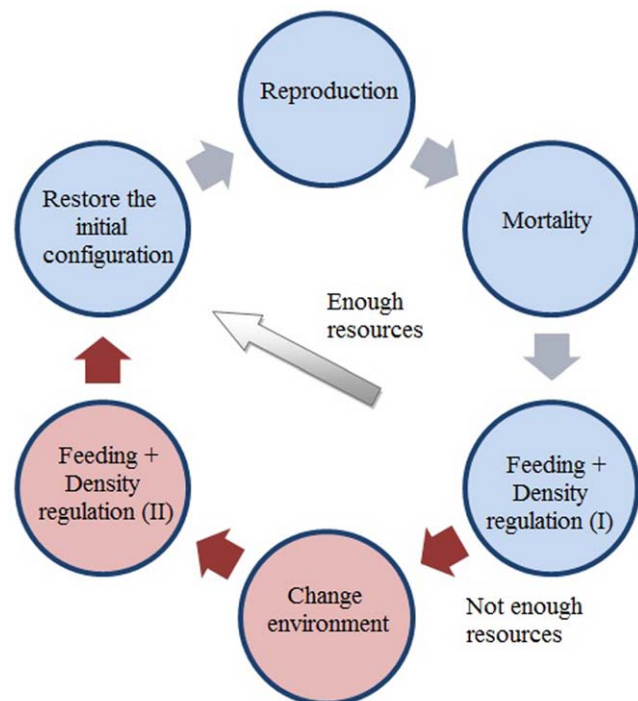 Reproduction
Mortality
Feeding +
Density
regulation (I)
Not enough
resources
Change
environment
Feeding +
Density
regulation (II)
Restore the
initial
configuration
Enough
resources